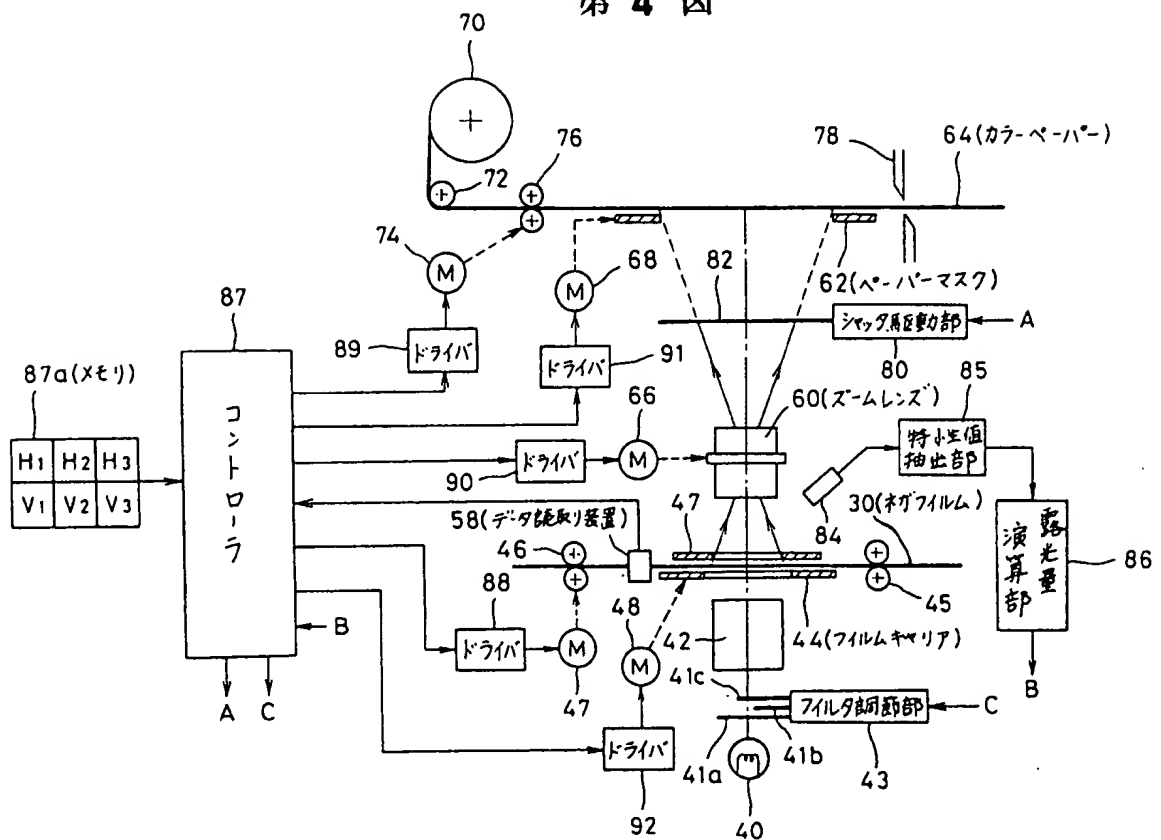 第 4 図
70
76
78
64(カラーペーパー)
72
74
M
68
M
82
62(ペーパーマスク)
87
89
ドライバ
91
ドライバ
シャッタ駆動部
A
80
85
87a(メモリ)
コントローラ
66
60(ズームレンズ)
特性値
抽出部
H1 H2 H3
V1 V2 V3
ドライバ
M
90
84
58(データ読取り装置)
47
30(ネガフィルム)
46
露光量
演算部
86
88
48
45
B
ドライバ
M
M
42
44(フィルムキャリア)
A
C
47
41c
フィルタ調節部
C
B
ドライバ
41a
41b
43
92
40